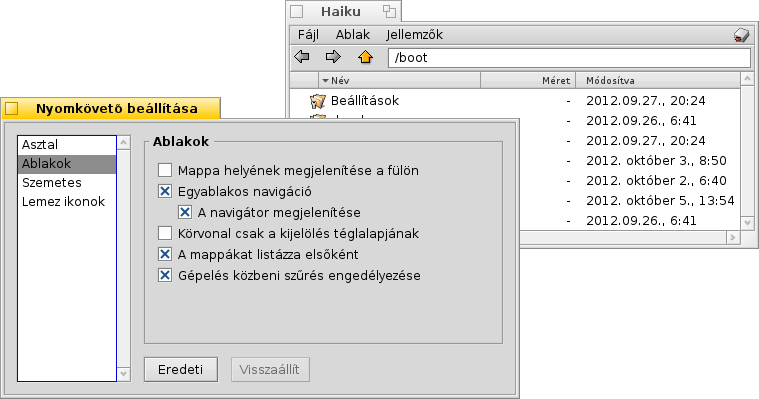 Haiku
Fájl Ablak Jellemzők
/boot
Név Méret Módosítva
Beállítások - 2012.09.27., 20:24
- 2012.09.26., 6:41
- 2012.09.27., 20:24
- 2012. október 3., 8:50
- 2012. október 2., 6:40
- 2012. október 5., 13:54
- 2012.09.26., 6:41
Nyomkövető beállítása
Asztal
Ablakok
Szemetes
Lemez ikonok
Ablakok
Mappa helyének megjelenítése a fülön
Egyablakos navigáció
A navigátor megjelenítése
Körvonal csak a kijelölés téglalapjának
A mappákat listázza elsőként
Gépelés közbeni szűrés engedélyezése
Eredeti Visszaállít